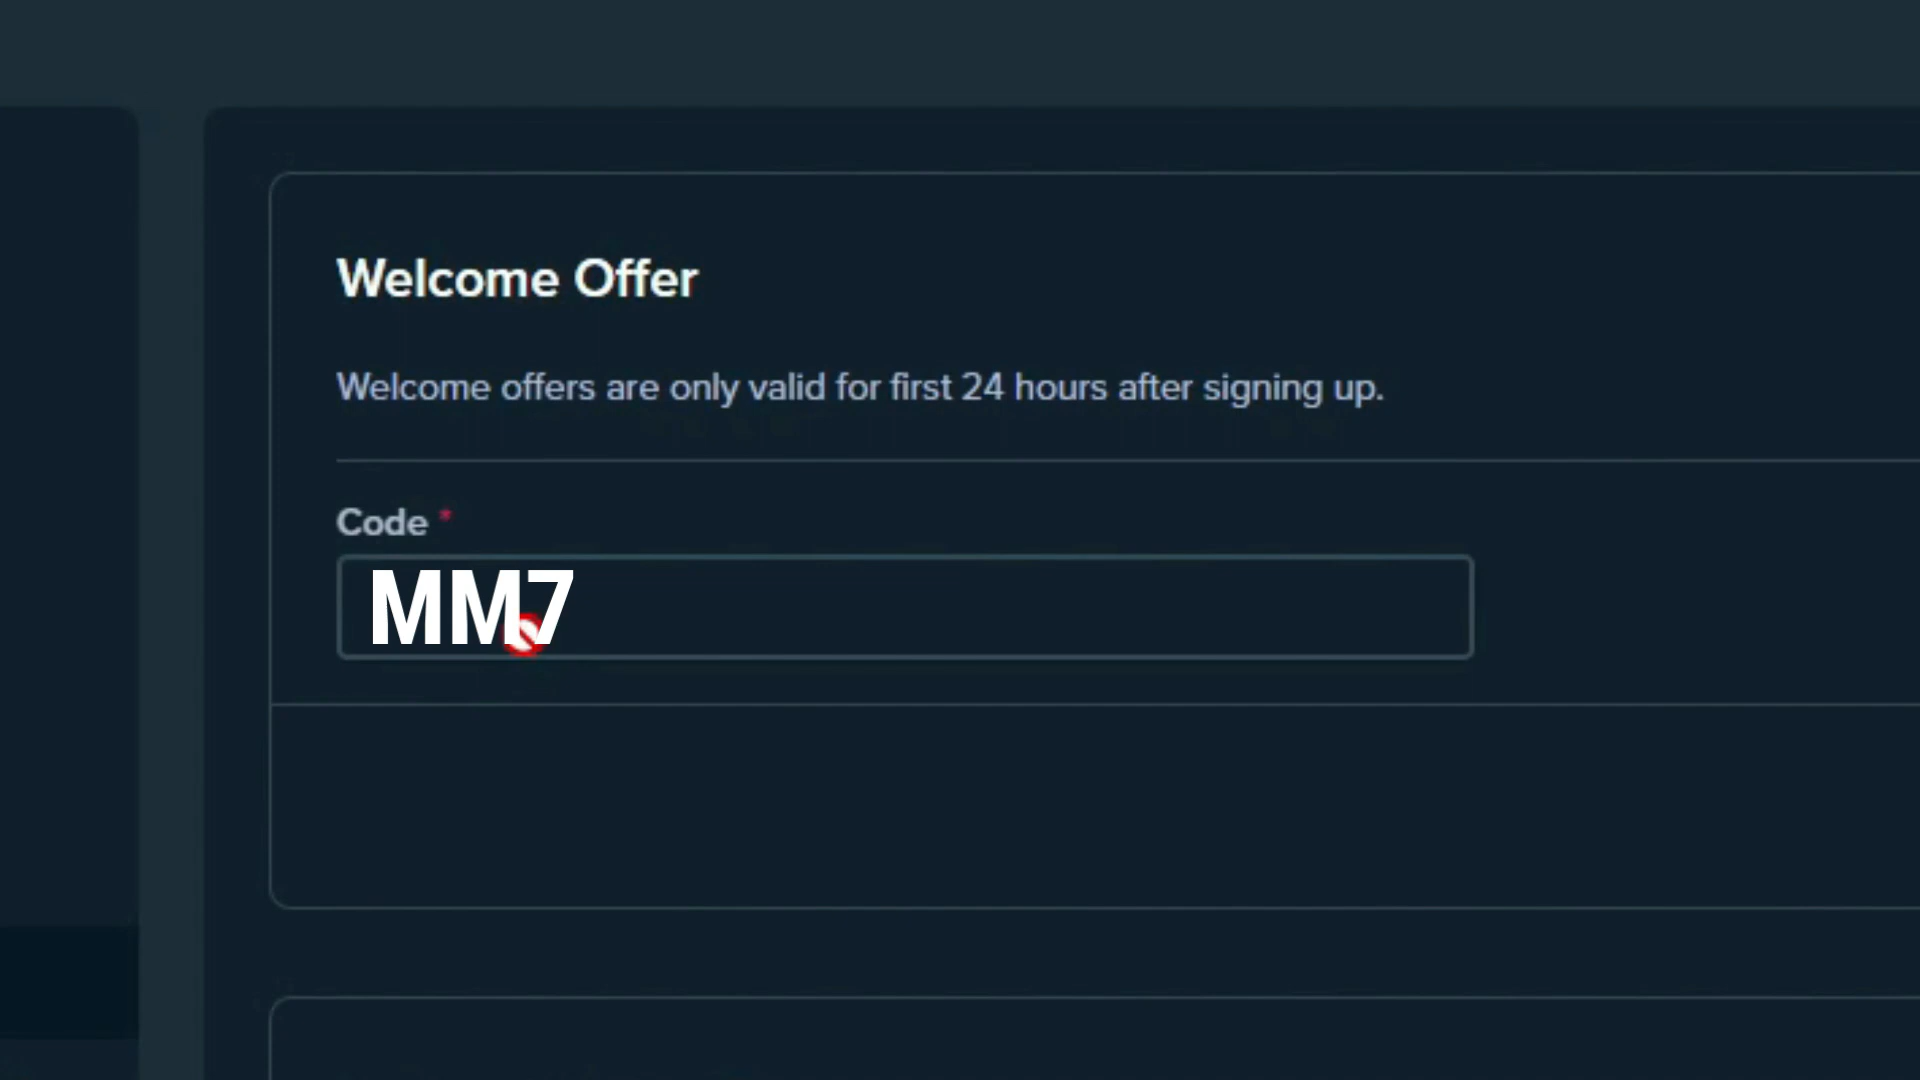 Welcome Offer
Welcome offers are only valid for first 24 hours after signing up.
Code *
MM7